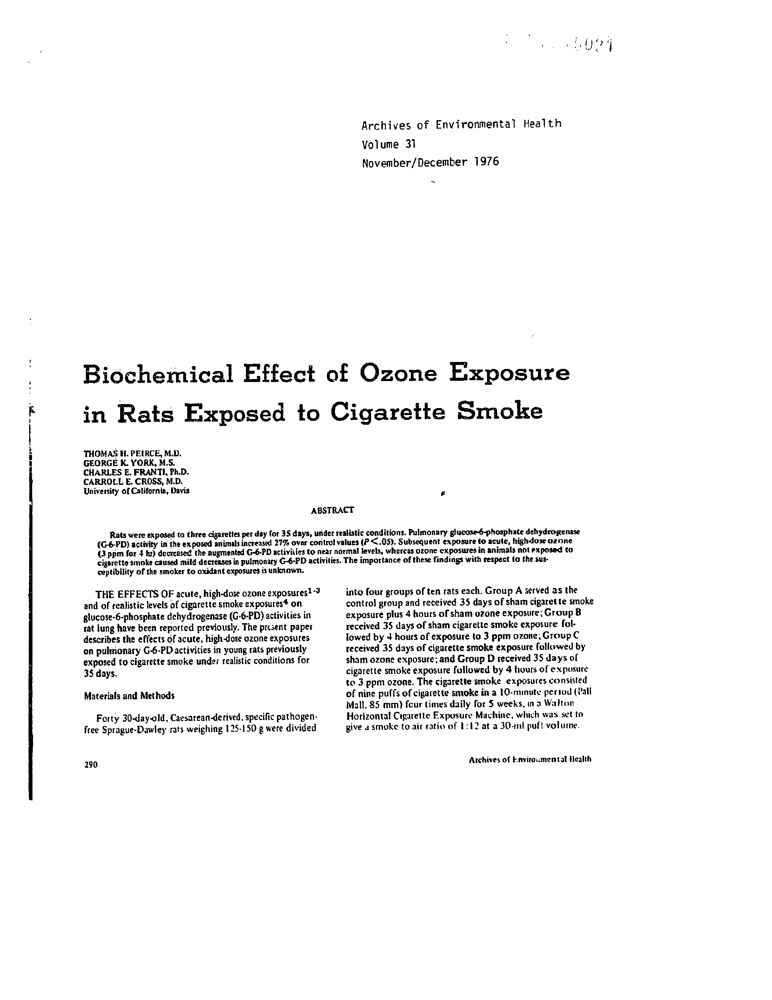 5021
Archives of Environmental Health
Volume 31
November/December 1976
Biochemical Effect of Ozone Exposure
in Rats Exposed to Cigarette Smoke
THOMAS H. PEIRCE, M.D.
GEORGE K. YORK, M.S.
CHARLES E. FRANTI, Ph.D.
CARROLL E. CROSS, M.D.
University of California, Davis
ABSTRACT
Rats were exposed to three cigarettes per day for 35 days, under realistic conditions. Pulmonary glucose-6-phosphate dehydrogenase
(G-6-PD) activity in the exposed animals increased 27% over control values (P < .05). Subsequent exposure to acute, high-dose ozone
(3 ppm for 4 hr) decreased the augmented G-6-PD activities to near normal levels, whereas ozone exposures in animals not exposed to
cigarette smoke caused mild decreases in pulmonary G-6-PD activities. The importance of these findings with respect to the sus-
ceptibility of the smoker to oxidant exposures is unknown.
THE EFFECTS OF acute, high-dose ozone exposures1-3
and of realistic levels of cigarette smoke exposures4 on
glucose-6-phosphate dehydrogenase (G-6-PD) activities in
rat lung have been reported previously. The present paper
describes the effects of acute, high-dose ozone exposures
on pulmonary G-6-PD activities in young rats previously
exposed to cigarette smoke under realistic conditions for
35 days.
Materials and Methods
Forty 30-day-old, Caesarean-derived, specific pathogen-
free Sprague-Dawley rats weighing 125-150 g were divided
into four groups of ten rats each. Group A served as the
control group and received 35 days of sham cigarette smoke
exposure plus 4 hours of sham ozone exposure; Group B
received 35 days of sham cigarette smoke exposure fol-
lowed by 4 hours of exposure to 3 ppm ozone; Group C
received 35 days of cigarette smoke exposure followed by
sham ozone exposure; and Group D received 35 days of
cigarette smoke exposure followed by 4 hours of exposure
to 3 ppm ozone. The cigarette smoke exposures consisted
of nine puffs of cigarette smoke in a 10-minute period (Pall
Mall, 85 mm) four times daily for 5 weeks, in a Walton
Horizontal Cigarette Exposure Machine, which was set to
give a smoke to air ratio of 1:12 at a 30-ml puff volume.
290
Archives of Environmental Health